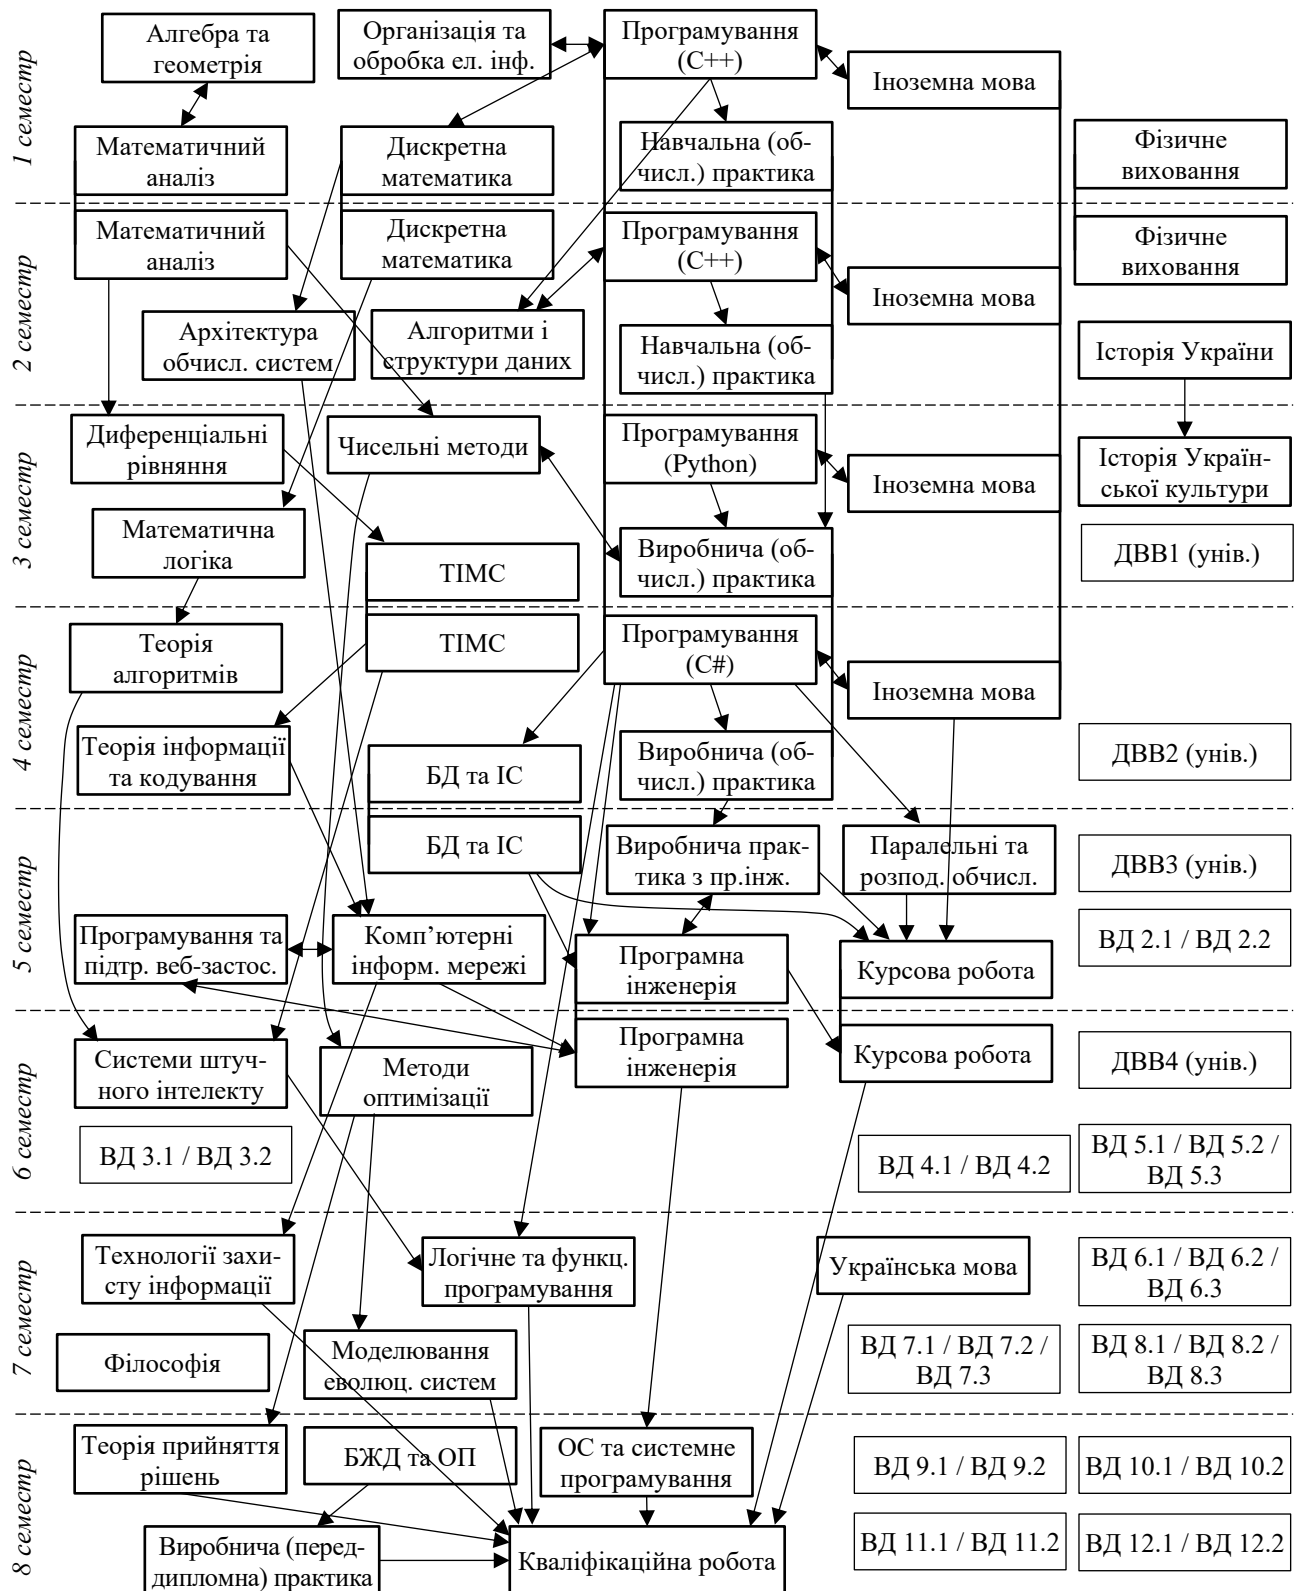 1 семестр
Алгебра та
геометрія
Організація та
обробка ел. інф.
Програмування
(C++)
Іноземна мова
Математичний
аналіз
Дискретна
математика
Навчальна (об-
числ.) практика
Фізичне
виховання
2 семестр
Математичний
аналіз
Дискретна
математика
Програмування
(C++)
Фізичне
виховання
Іноземна мова
Архітектура
обчисл. систем
Алгоритми і
структури даних
Навчальна (об-
числ.) практика
Історія України
3 семестр
Диференціальні
рівняння
Чисельні методи
Програмування
(Python)
Іноземна мова
Історія Україн-
ської культури
Математична
логіка
ТІМС
Виробнича (об-
числ.) практика
ДВВ1 (унів.)
4 семестр
Теорія
алгоритмів
ТІМС
Програмування
(C#)
Іноземна мова
Теорія інформації
та кодування
БД та ІС
Виробнича (об-
числ.) практика
ДВВ2 (унів.)
5 семестр
БД та ІС
Виробнича прак-
тика з пр.інж.
Паралельні та
розпод. обчисл.
ДВВ3 (унів.)
Програмування та
підтр. веб-застос.
Комп’ютерні
інформ. мережі
Програмна
інженерія
Курсова робота
ВД 2.1 / ВД 2.2
6 семестр
Системи штуч-
ного інтелекту
Методи
оптимізації
Програмна
інженерія
Курсова робота
ДВВ4 (унів.)
ВД 3.1 / ВД 3.2
ВД 4.1 / ВД 4.2
ВД 5.1 / ВД 5.2 /
ВД 5.3
7 семестр
Технології захи-
сту інформації
Логічне та функц.
програмування
Українська мова
ВД 6.1 / ВД 6.2 /
ВД 6.3
Філософія
Моделювання
еволюц. систем
ВД 7.1 / ВД 7.2 /
ВД 7.3
ВД 8.1 / ВД 8.2 /
ВД 8.3
8 семестр
Теорія прийняття
рішень
БЖД та ОП
ОС та системне
програмування
ВД 9.1 / ВД 9.2
ВД 10.1 / ВД 10.2
Виробнича (перед-
дипломна) практика
Кваліфікаційна робота
ВД 11.1 / ВД 11.2
ВД 12.1 / ВД 12.2